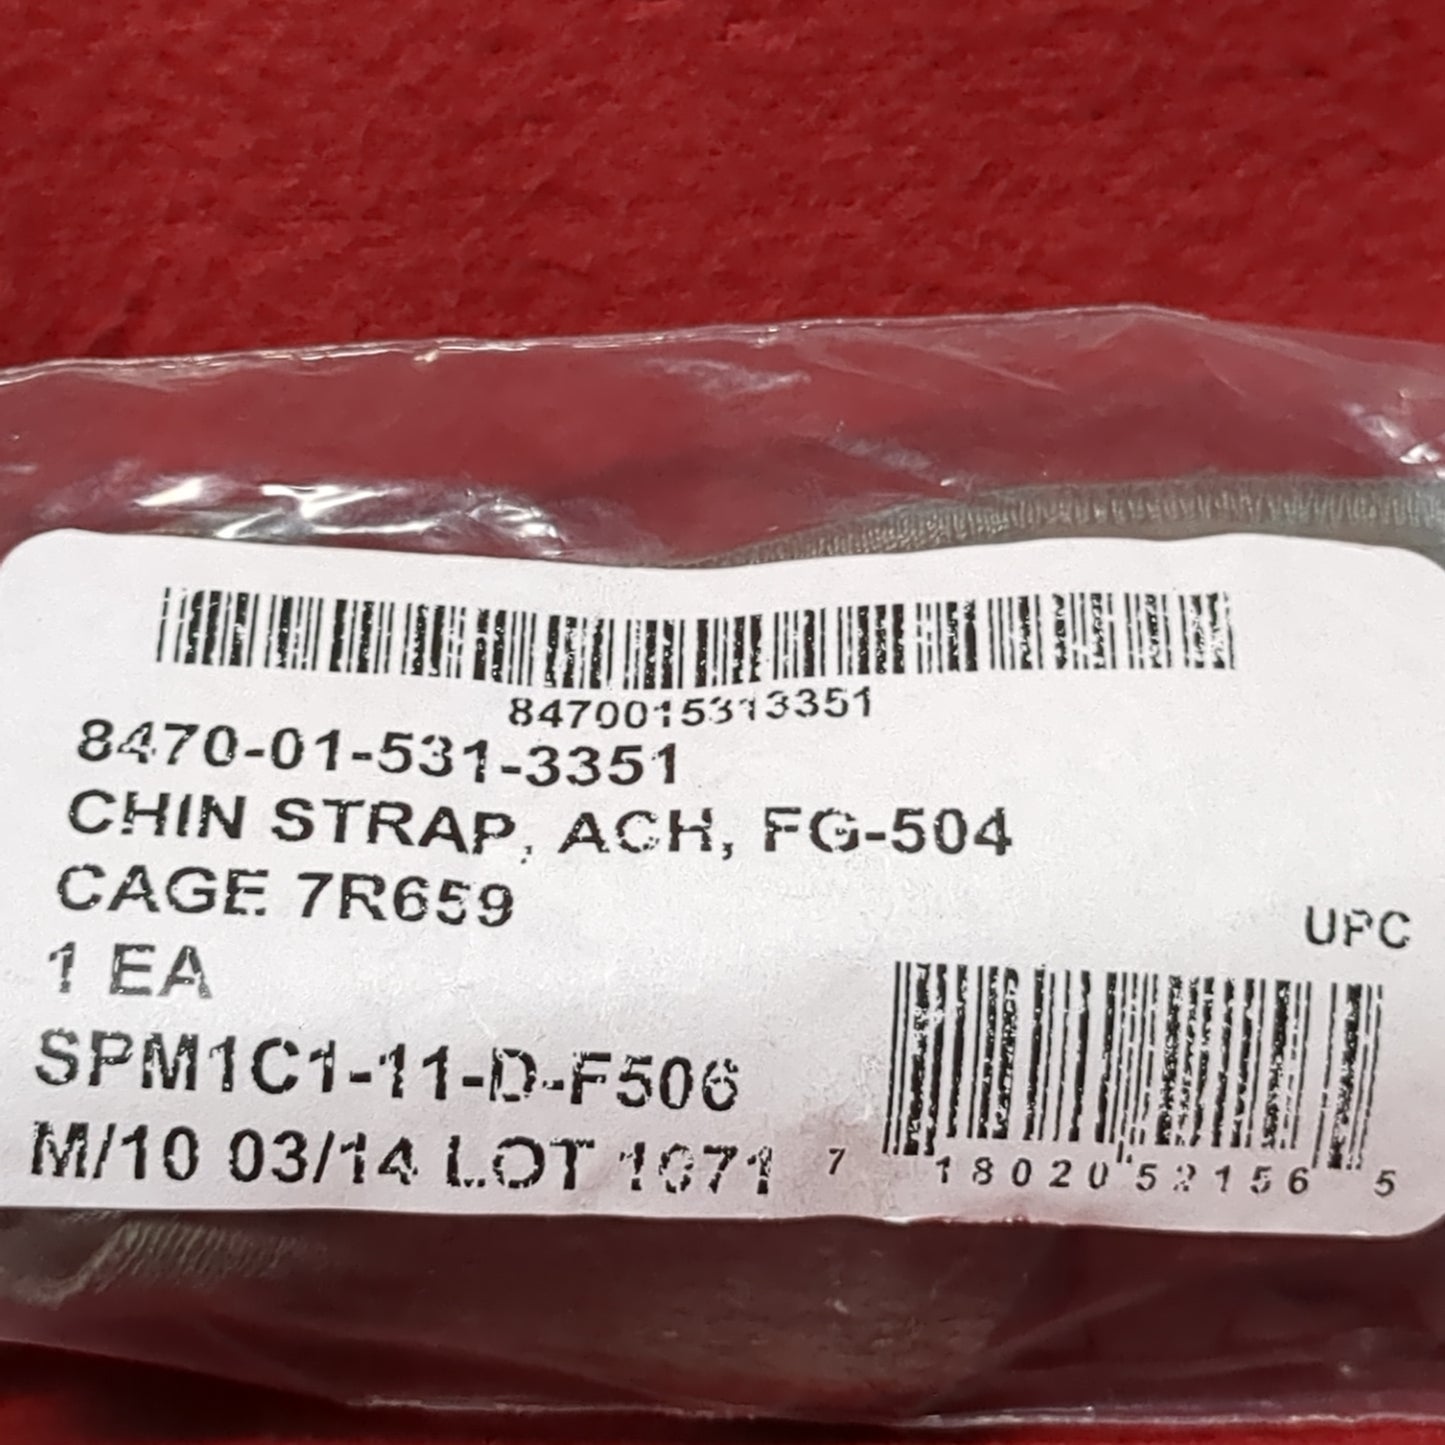 8470015313351
8470-01-531-3351
CHIN STRAP, ACH, FG-504
CAGE 7R659
1 EA
SPM1C1-11-D-F506
M/10 03/14 LOT 1071
UPC
7 18020 52156 5